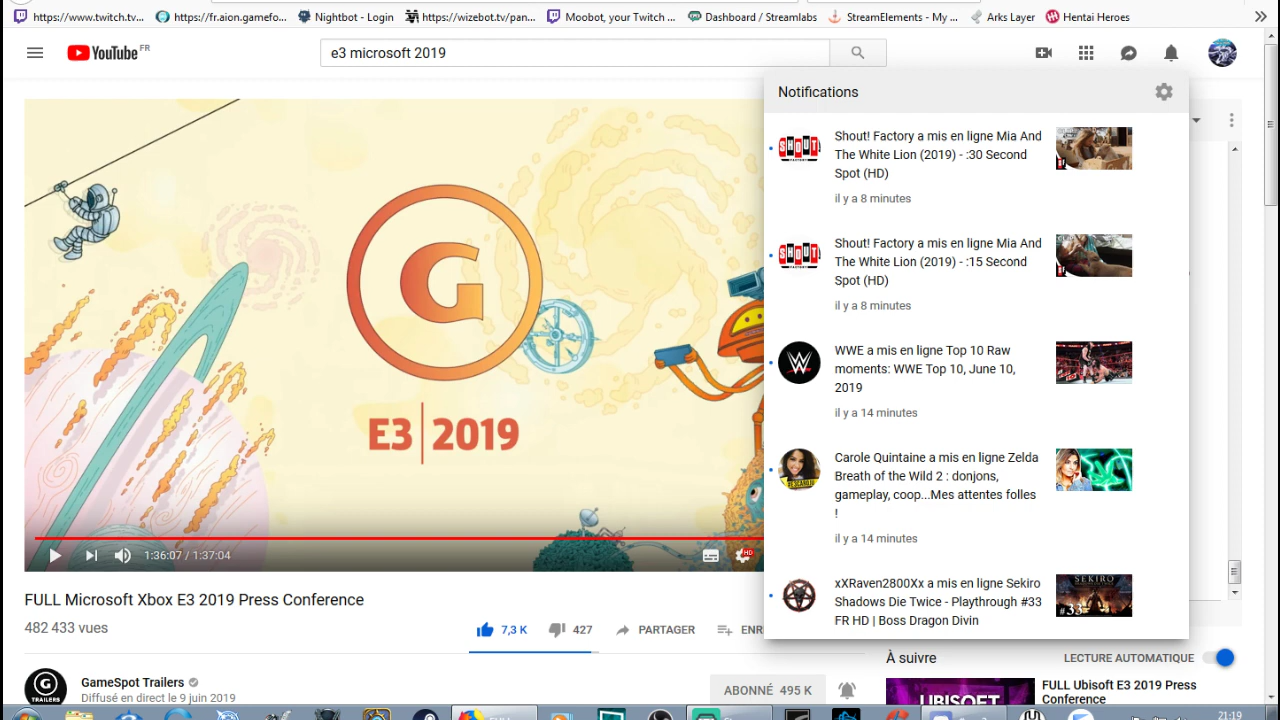 https://www.twitch.tv... https://fr.aion.gamefo... Nightbot - Login https://wizebot.tv/pan... Moobot, your Twitch ... Dashboard / Streamlabs StreamElements - My ... Arks Layer Hentai Heroes
YouTube FR
e3 microsoft 2019
Notifications
Shout! Factory a mis en ligne Mia And
The White Lion (2019) - :30 Second
Spot (HD)
il y a 8 minutes
Shout! Factory a mis en ligne Mia And
The White Lion (2019) - :15 Second
Spot (HD)
il y a 8 minutes
WWE a mis en ligne Top 10 Raw
moments: WWE Top 10, June 10,
2019
il y a 14 minutes
Carole Quintaine a mis en ligne Zelda
Breath of the Wild 2 : donjons,
gameplay, coop...Mes attentes folles
!
il y a 14 minutes
xXRaven2800Xx a mis en ligne Sekiro
Shadows Die Twice - Playthrough #33
FR HD | Boss Dragon Divin
SHOUT
SHOUT
W
SEKIRO
#33
G
E3 | 2019
1:36:07 / 1:37:04
HD
FULL Microsoft Xbox E3 2019 Press Conference
482 433 vues
7,3 K
427
PARTAGER
ENR
GameSpot Trailers
Diffusé en direct le 9 juin 2019
TRAILERS
ABONNÉ 495 K
À suivre
LECTURE AUTOMATIQUE
UBISOFT
FULL Ubisoft E3 2019 Press
Conference
21:19